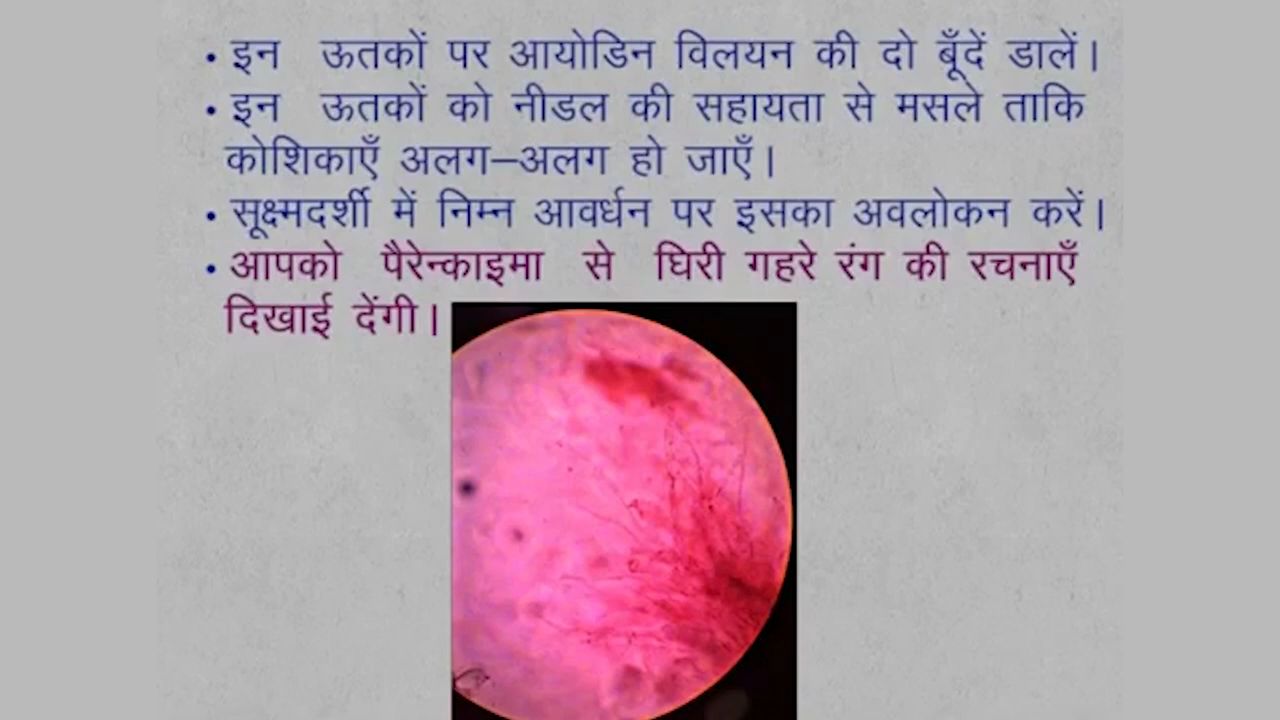 • इन ऊतकों पर आयोडिन विलयन की दो बूँदें डालें।
• इन ऊतकों को नीडल की सहायता से मसले ताकि
कोशिकाएँ अलग–अलग हो जाएँ।
• सूक्ष्मदर्शी में निम्न आवर्धन पर इसका अवलोकन करें।
• आपको पैरेन्काइमा से घिरी गहरे रंग की रचनाएँ
दिखाई देंगी।